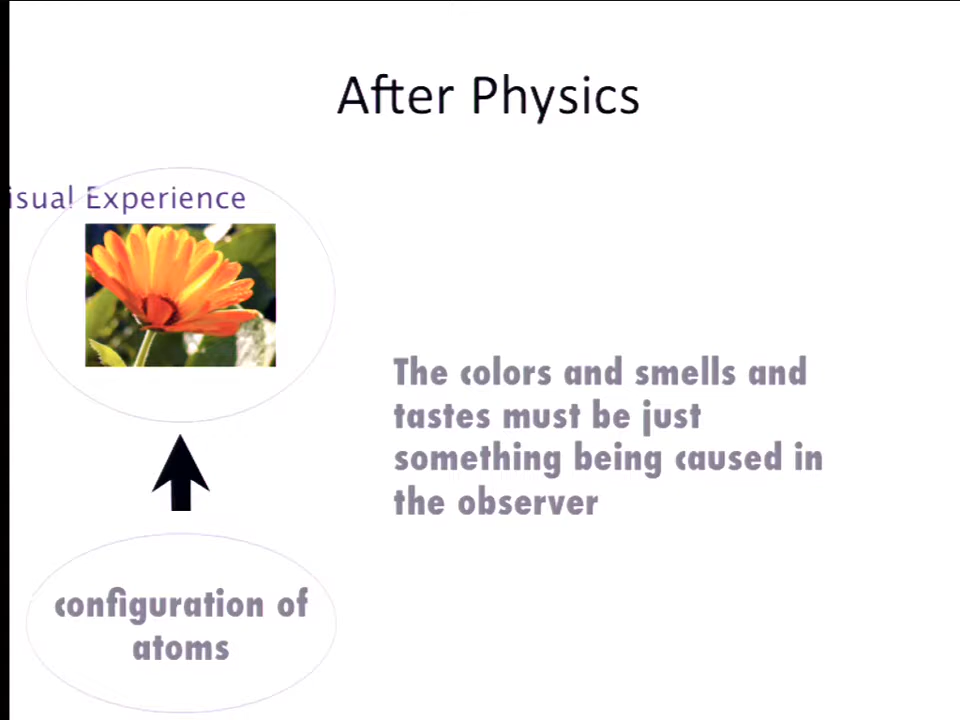 After Physics
isual Experience
The colors and smells and
tastes must be just
something being caused in
the observer
configuration of
atoms